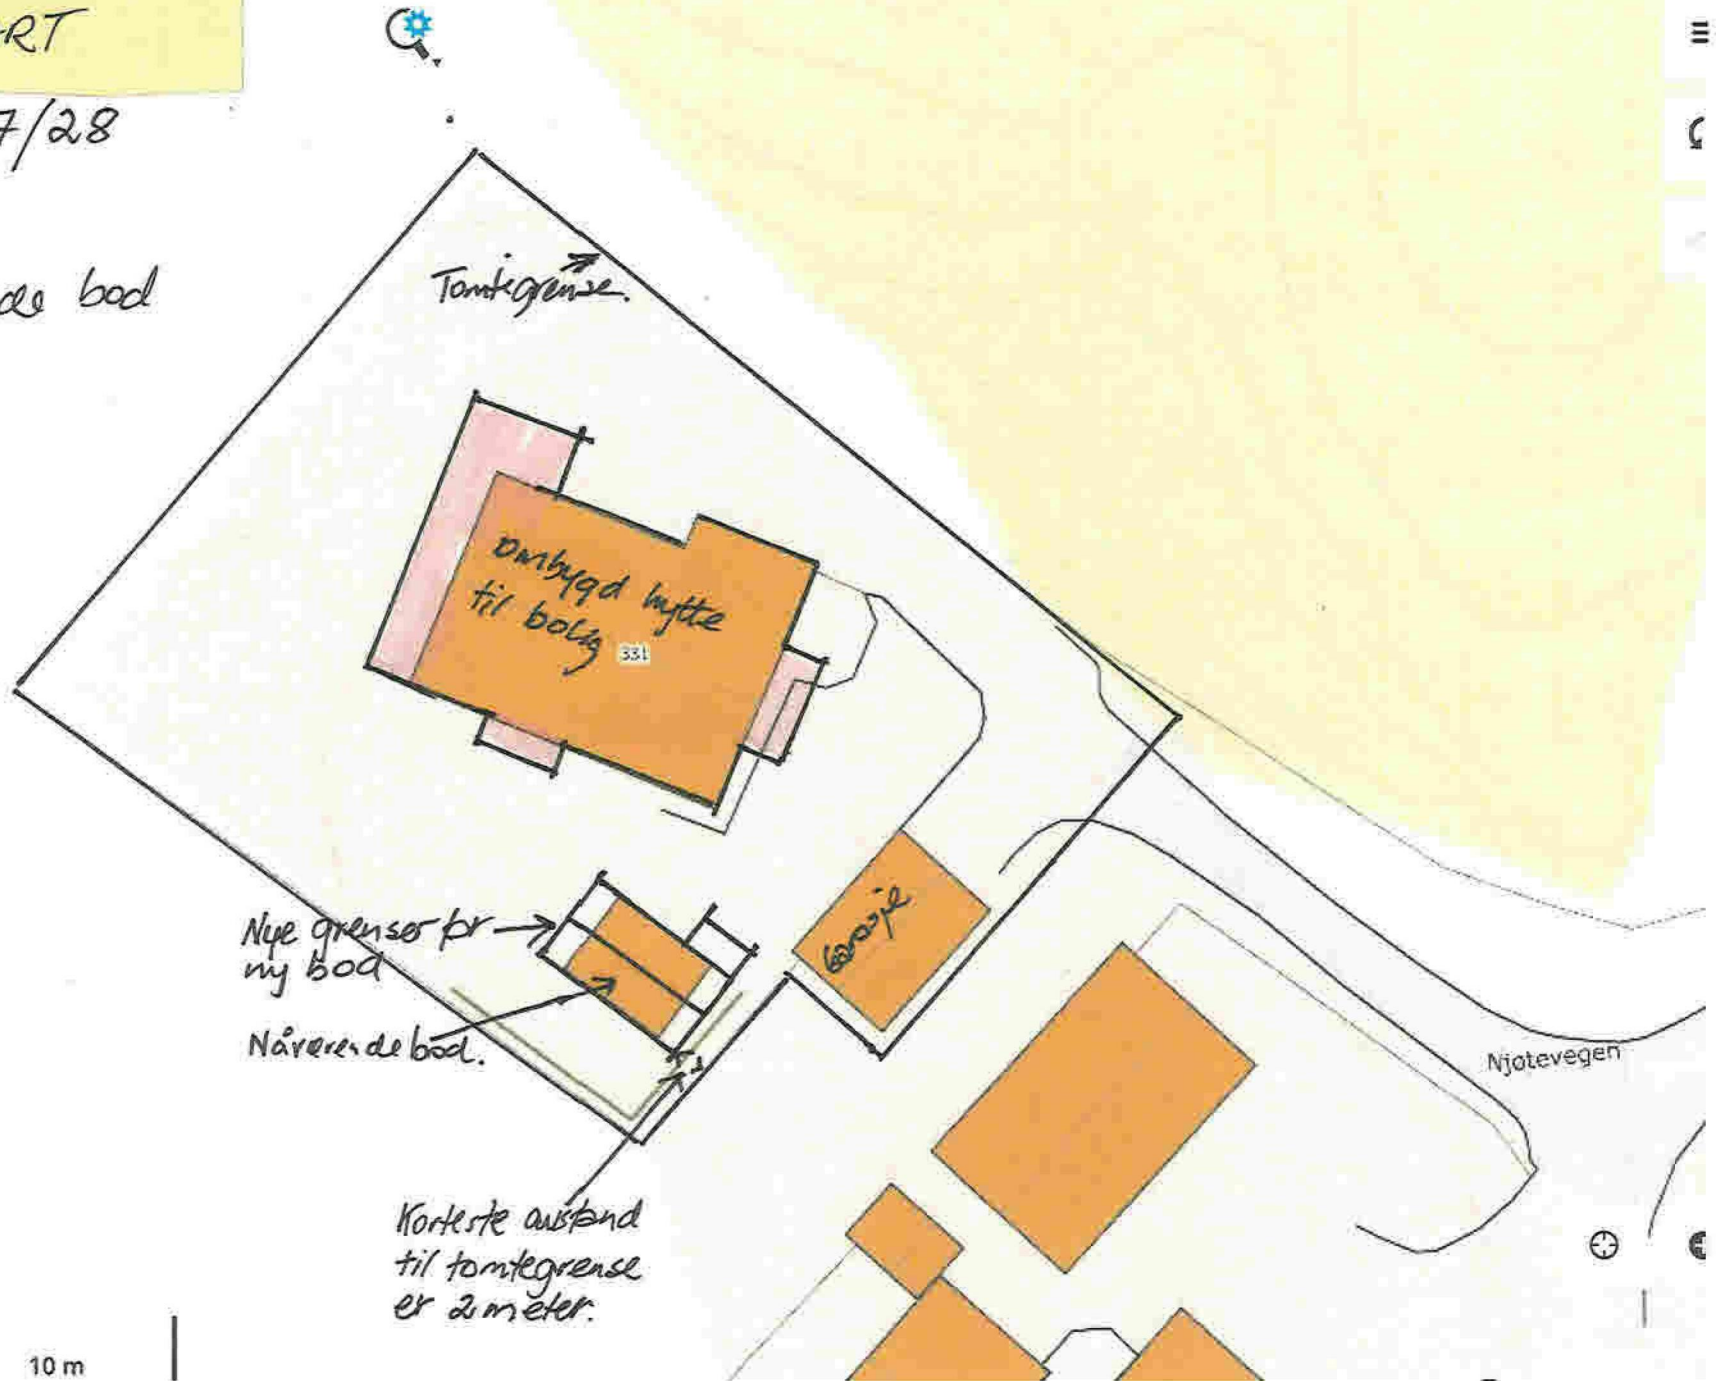 RT
7/28
de bod
Tomtegrense.
Ombygd hytte
til bolig
331
Garasje
Nye grenser for
ny bod
Nåværende bod.
Njøtevegen
Korteste avstand
til tomtegrense
er 2 meter.
10 m